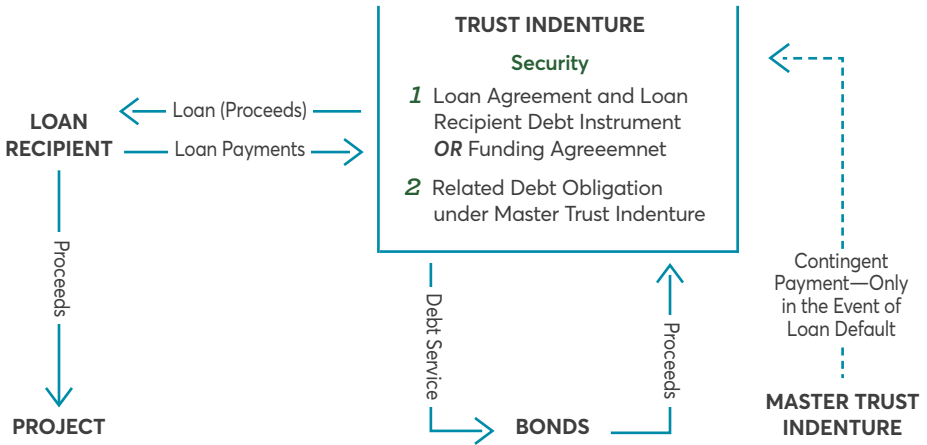 TRUST INDENTURE
Security
1 Loan Agreement and Loan
Recipient Debt Instrument
OR Funding Agreeemnet
2 Related Debt Obligation
under Master Trust Indenture
Loan (Proceeds)
LOAN
RECIPIENT
Loan Payments
Proceeds
PROJECT
Debt Service
BONDS
Proceeds
Contingent
Payment—Only
in the Event of
Loan Default
MASTER TRUST
INDENTURE